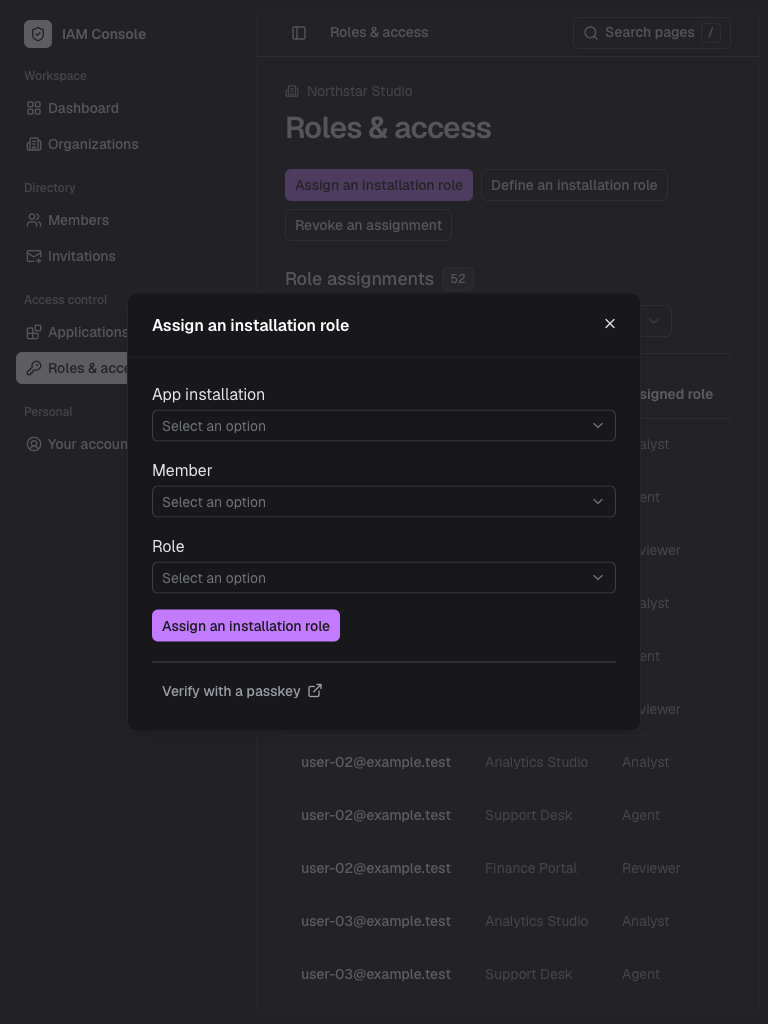 IAM Console
Workspace
Dashboard
Organizations
Directory
Members
Invitations
Access control
Applications
Roles & acce
Personal
Your accoun
Roles & access
Search pages /
Northstar Studio
Roles & access
Assign an installation role
Define an installation role
Revoke an assignment
Role assignments 52
signed role
alyst
ent
viewer
alyst
ent
viewer
Assign an installation role
App installation
Select an option
Member
Select an option
Role
Select an option
Assign an installation role
Verify with a passkey
user-02@example.test Analytics Studio Analyst
user-02@example.test Support Desk Agent
user-02@example.test Finance Portal Reviewer
user-03@example.test Analytics Studio Analyst
user-03@example.test Support Desk Agent